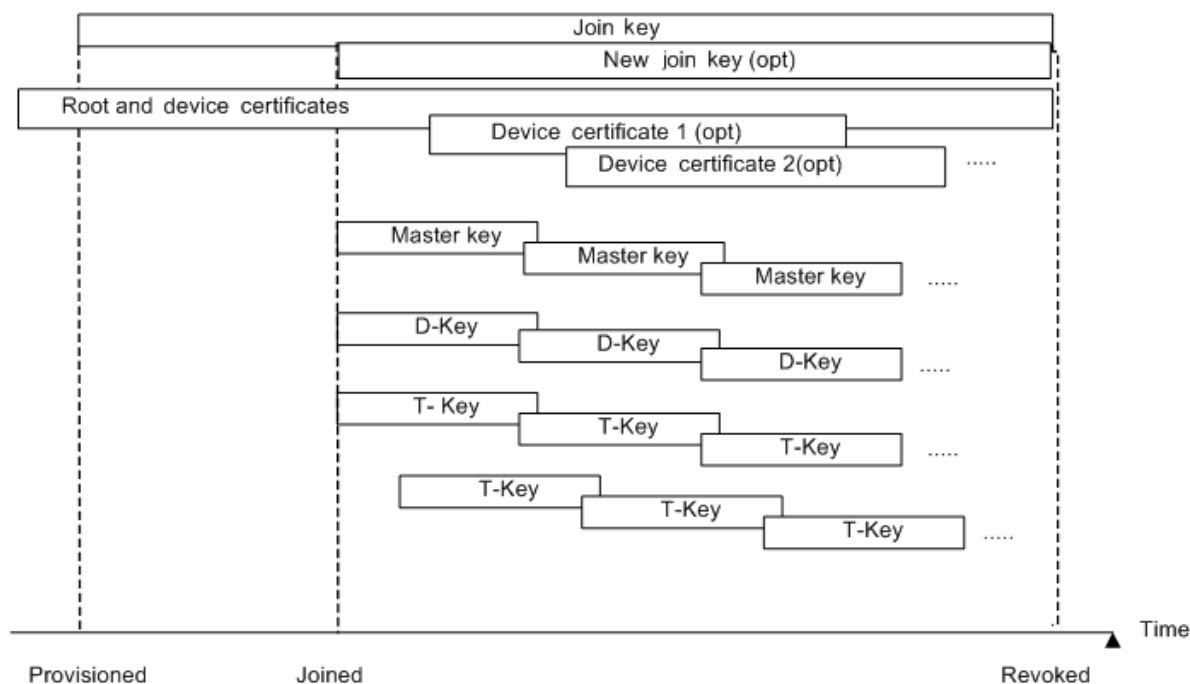 Join key
New join key (opt)
Root and device certificates
Device certificate 1 (opt)
Device certificate 2(opt)
.....
Master key
Master key
Master key
.....
D-Key
D-Key
D-Key
.....
T- Key
T-Key
T-Key
.....
T-Key
T-Key
T-Key
.....
Time
Provisioned
Joined
Revoked